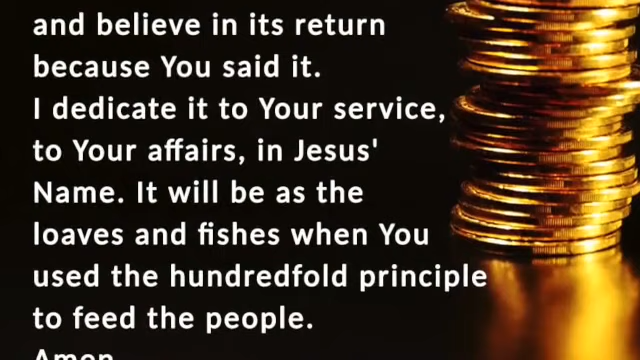 and believe in its return
because You said it.
I dedicate it to Your service,
to Your affairs, in Jesus'
Name. It will be as the
loaves and fishes when You
used the hundredfold principle
to feed the people.
Amen